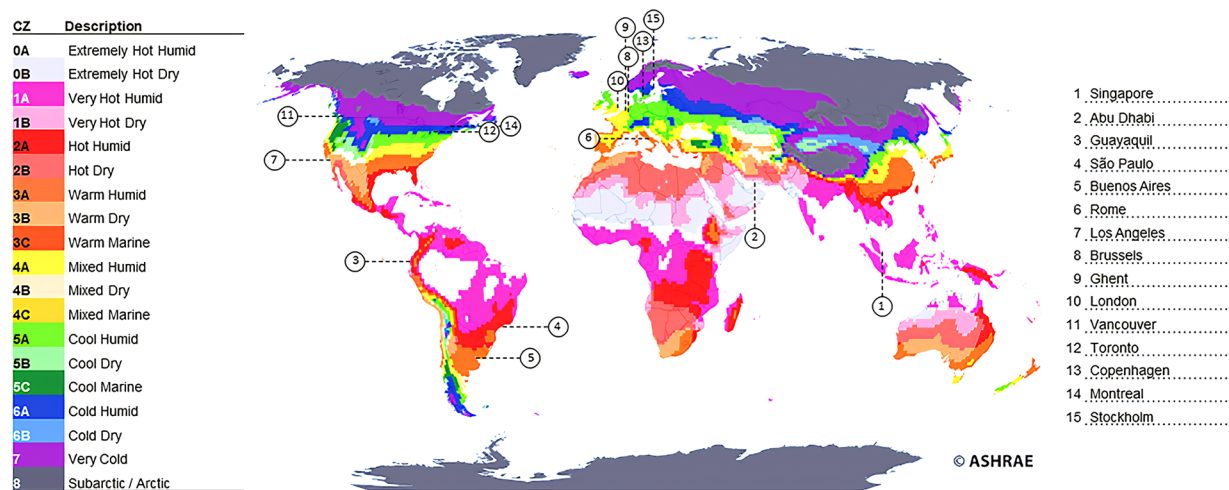 CZ Description
0A Extremely Hot Humid
0B Extremely Hot Dry
1A Very Hot Humid
1B Very Hot Dry
2A Hot Humid
2B Hot Dry
3A Warm Humid
3B Warm Dry
3C Warm Marine
4A Mixed Humid
4B Mixed Dry
4C Mixed Marine
5A Cool Humid
5B Cool Dry
5C Cool Marine
6A Cold Humid
6B Cold Dry
7 Very Cold
8 Subarctic / Arctic
9
15
13
8
10
11
12
14
6
7
2
3
1
4
5
© ASHRAE
1 Singapore
2 Abu Dhabi
3 Guayaquil
4 São Paulo
5 Buenos Aires
6 Rome
7 Los Angeles
8 Brussels
9 Ghent
10 London
11 Vancouver
12 Toronto
13 Copenhagen
14 Montreal
15 Stockholm